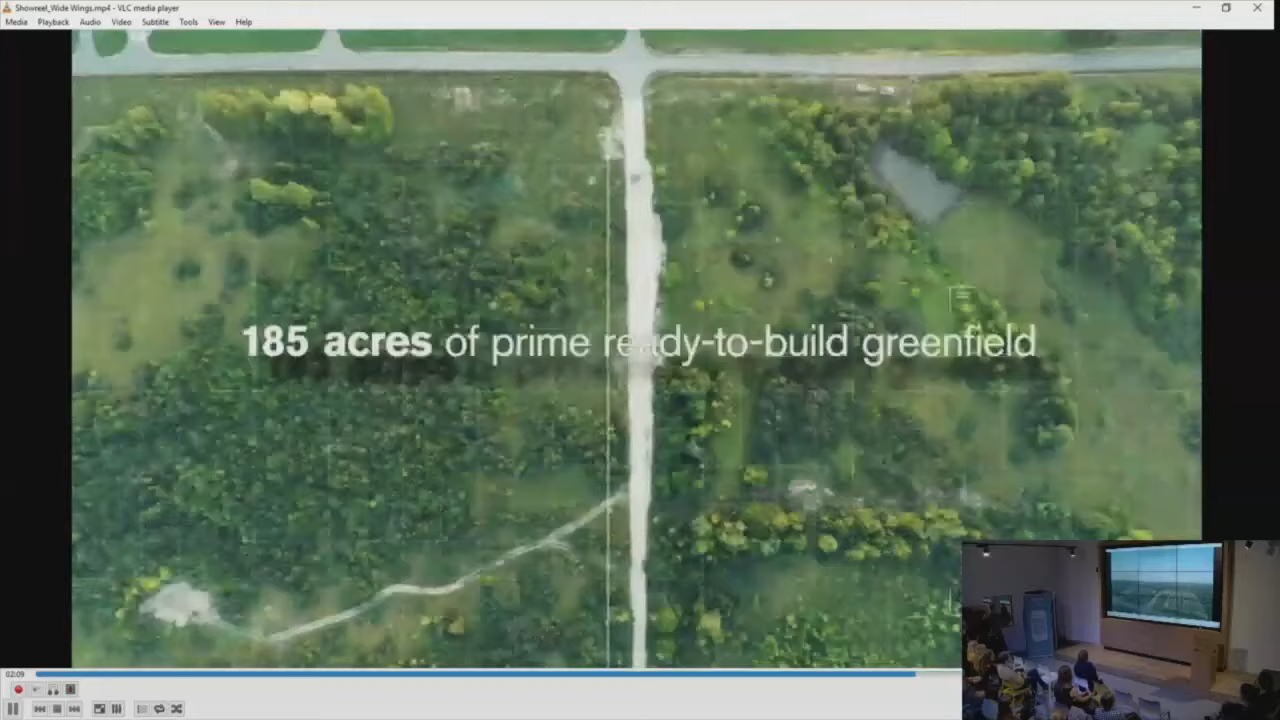 Showreel_Wide Wings.mp4 - VLC media player
Media Playback Audio Video Subtitle Tools View Help
185 acres of prime ready-to-build greenfield
02:09